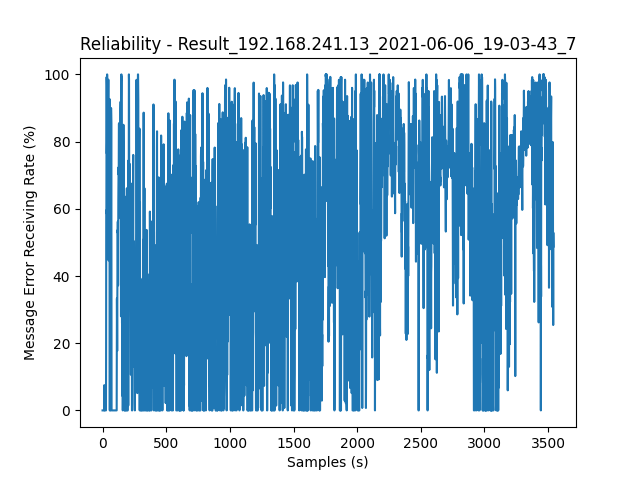 Reliability - Result_192.168.241.13_2021-06-06_19-03-43_7
Message Error Receiving Rate (%)
100
80
60
40
20
0
0 500 1000 1500 2000 2500 3000 3500
Samples (s)